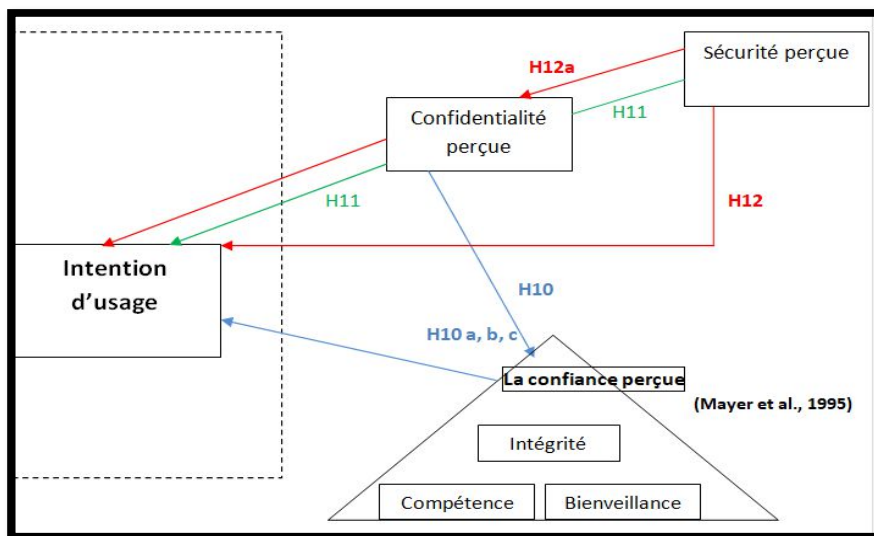 Sécurité perçue
H12a
Confidentialité
perçue
H11
H11
H12
Intention
d’usage
H10
H10 a, b, c
La confiance perçue
(Mayer et al., 1995)
Intégrité
Compétence
Bienveillance